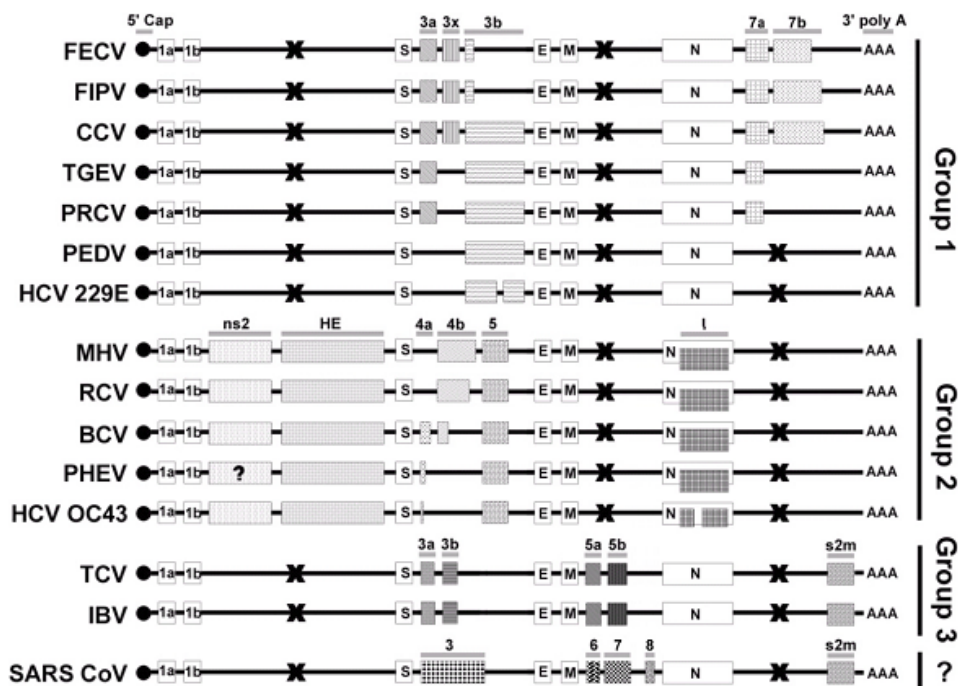 5' Cap 3a 3x 3b 7a 7b 3' poly A
FECV 1a 1b X S E M X N AAA
FIPV 1a 1b X S E M X N AAA
CCV 1a 1b X S E M X N AAA
TGEV 1a 1b X S E M X N AAA
PRCV 1a 1b X S E M X N AAA
PEDV 1a 1b X S E M X N X AAA
HCV 229E 1a 1b X S E M X N X AAA
Group 1
ns2 HE 4a 4b 5 l
MHV 1a 1b S E M X N X AAA
RCV 1a 1b S E M X N X AAA
BCV 1a 1b S E M X N X AAA
PHEV 1a 1b ? S E M X N X AAA
HCV OC43 1a 1b S E M X N X AAA
Group 2
3a 3b 5a 5b s2m
TCV 1a 1b X S E M N X AAA
IBV 1a 1b X S E M N X AAA
Group 3
3 6 7 8 s2m
SARS CoV 1a 1b X S E M N X AAA
?